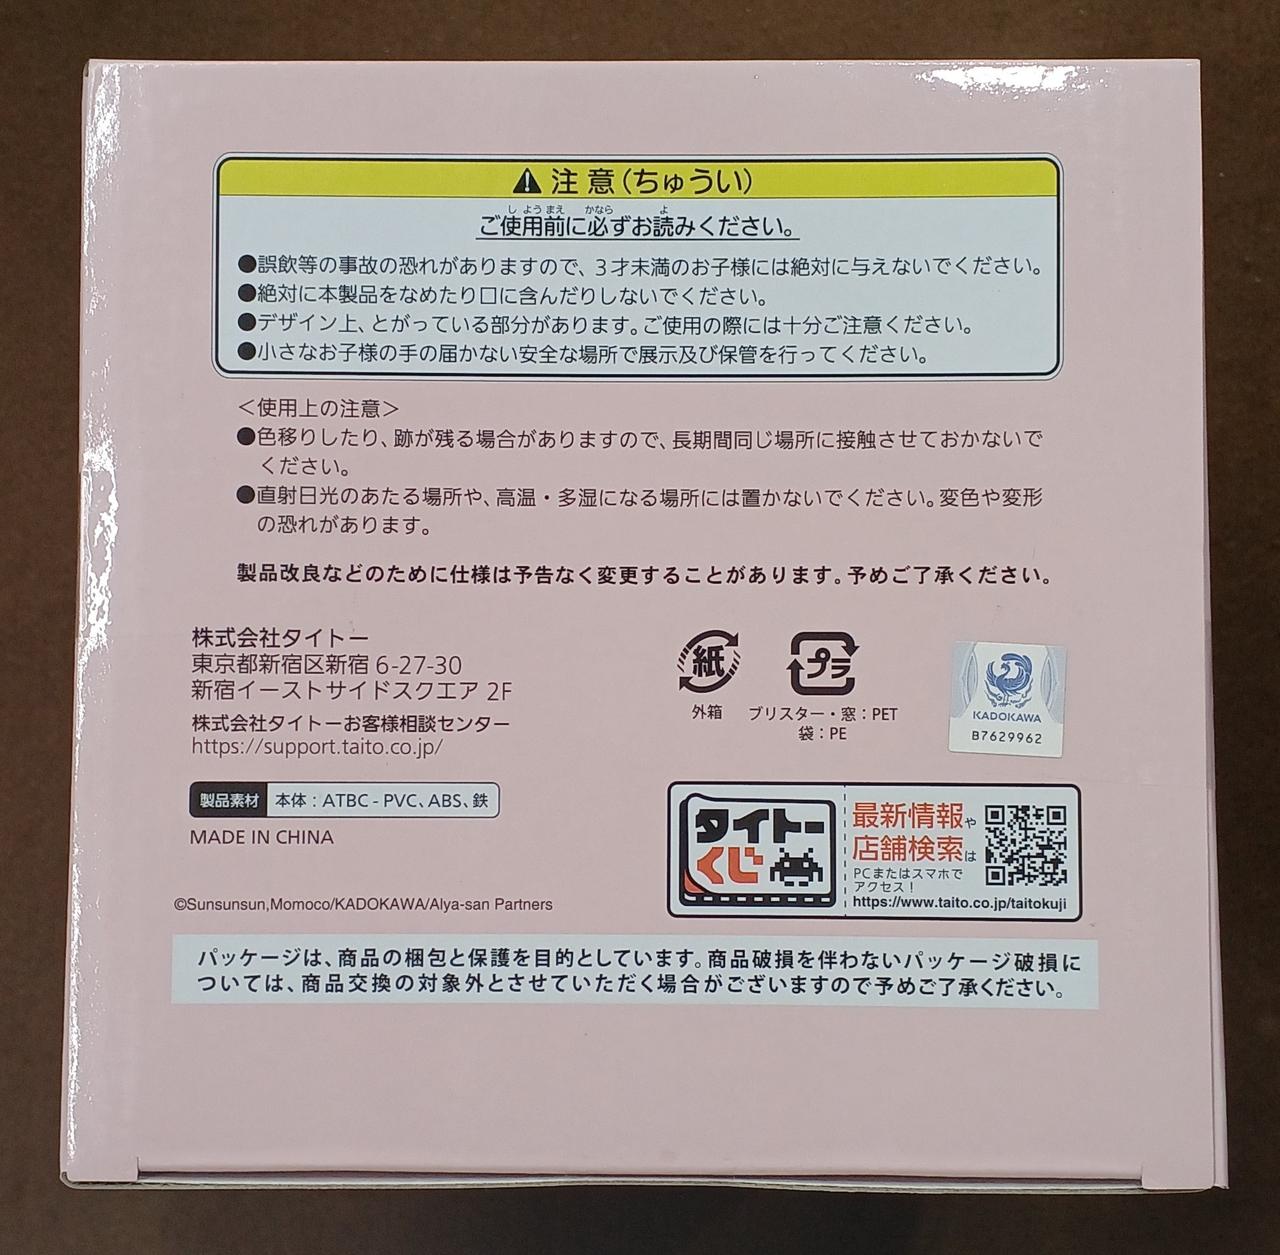 注意(ちゅうい)
ご使用前に必ずお読みください。
●誤飲等の事故の恐れがありますので、3才未満のお子様には絶対に与えないでください。
●絶対に本製品をなめたり口に含んだりしないでください。
●デザイン上、とがっている部分があります。ご使用の際には十分ご注意ください。
●小さなお子様の手の届かない安全な場所で展示及び保管を行ってください。
＜使用上の注意＞
●色移りしたり、跡が残る場合がありますので、長期間同じ場所に接触させておかないで
ください。
●直射日光のあたる場所や、高温・多湿になる場所には置かないでください。変色や変形
の恐れがあります。
製品改良などのために仕様は予告なく変更することがあります。予めご了承ください。
株式会社タイトー
東京都新宿区新宿 6-27-30
新宿イーストサイドスクエア 2F
株式会社タイトーお客様相談センター
https://support.taito.co.jp/
紙
外箱
プラ
ブリスター・窓：PET
袋：PE
KADOKAWA
B7629962
製品素材 本体：ATBC-PVC、ABS、鉄
MADE IN CHINA
©Sunsunsun,Momoco/KADOKAWA/Alya-san Partners
タイトー
くじ
最新情報や
店舗検索は
PCまたはスマホで
アクセス！
https://www.taito.co.jp/taitokuji
パッケージは、商品の梱包と保護を目的としています。商品破損を伴わないパッケージ破損に
ついては、商品交換の対象外とさせていただく場合がございますので予めご了承ください。